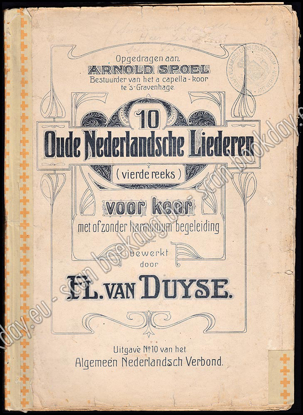 Opgedragen aan
ARNOLD SPOEL
Bestuurder van het a capella-koor
te 's-Gravenhage
10
Oude Nederlandsche Liederen
(vierde reeks)
voor koor
met of zonder harmonium begeleiding
bewerkt
door
FL. VAN DUYSE.
Uitgave No 10 van het
Algemeen Nederlandsch Verbond.